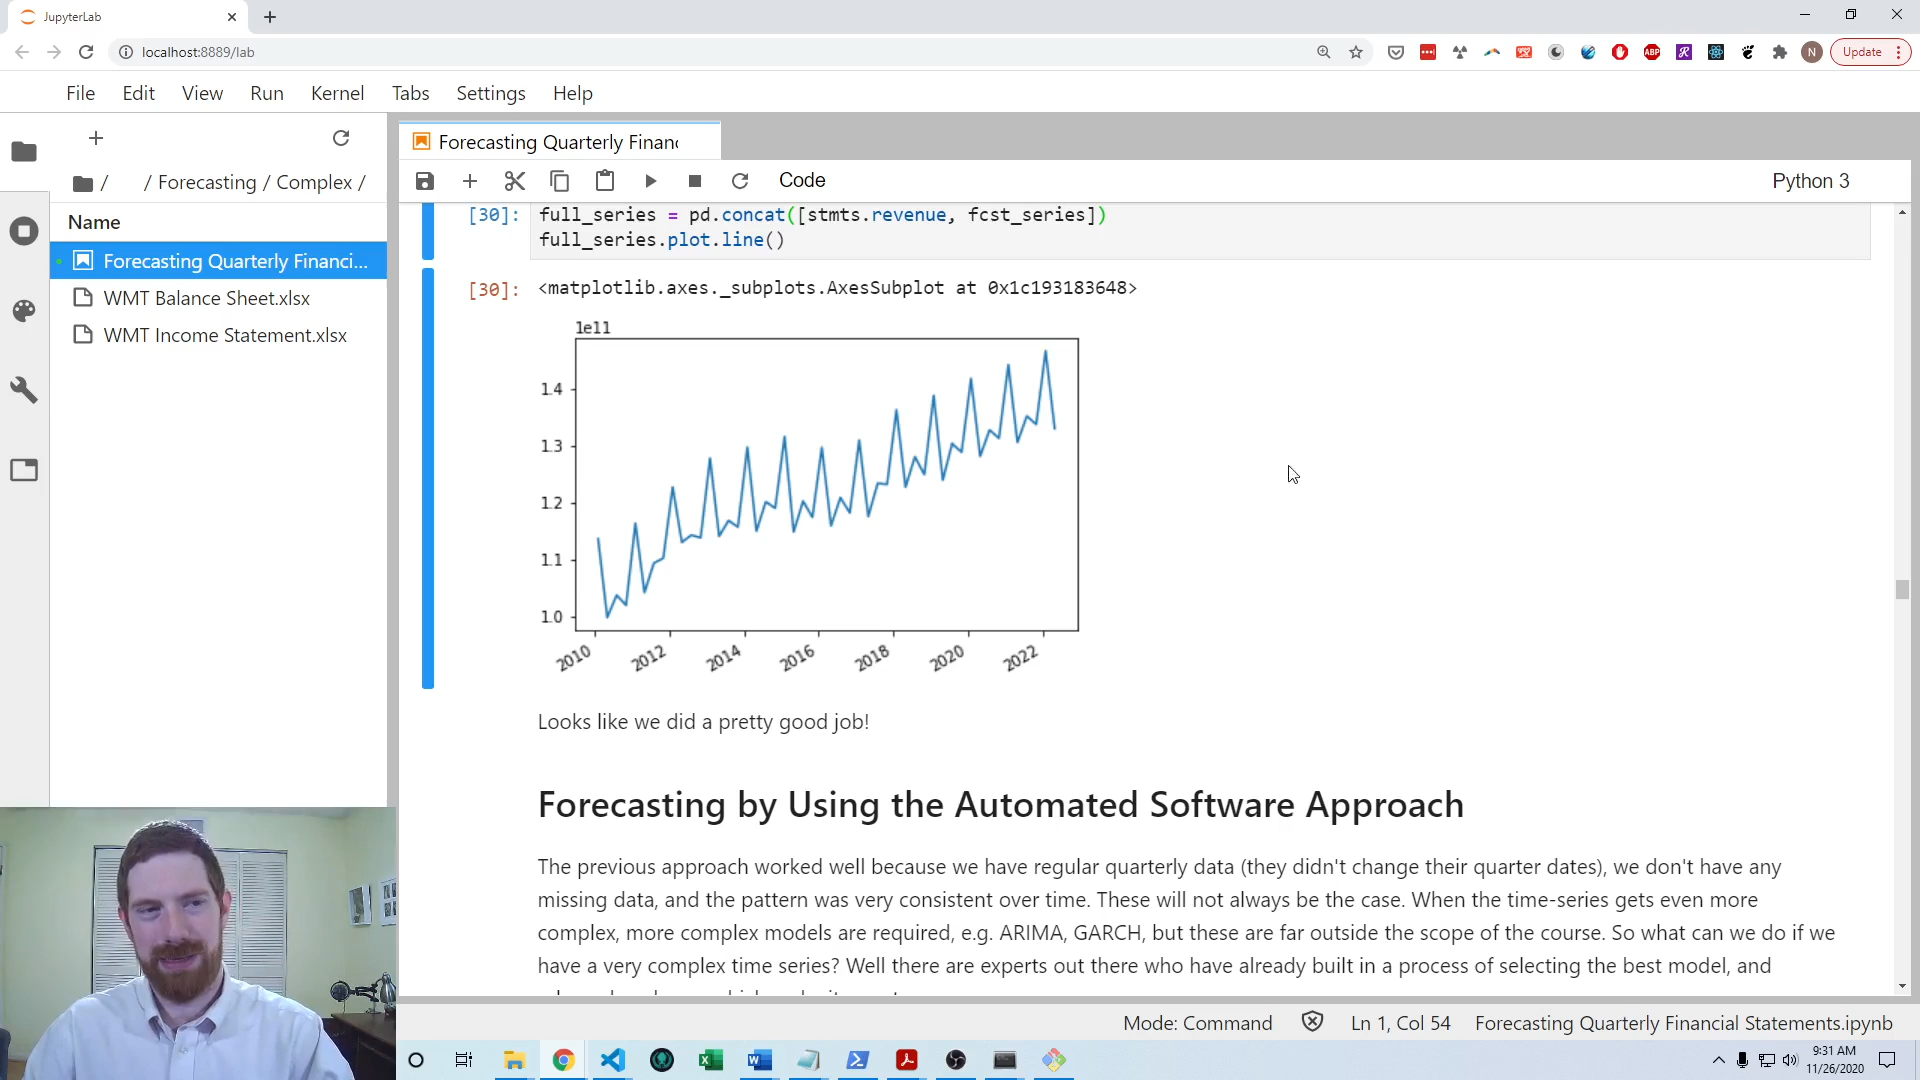 JupyterLab
localhost:8889/lab
ABP
N
Update
File Edit View Run Kernel Tabs Settings Help
Forecasting Quarterly Finan
/ / Forecasting / Complex /
Code
Python 3
Name
Forecasting Quarterly Financi...
WMT Balance Sheet.xlsx
WMT Income Statement.xlsx
[30]: full_series = pd.concat([stmts.revenue, fcst_series])
full_series.plot.line()
[30]: <matplotlib.axes._subplots.AxesSubplot at 0x1c193183648>
1e11
1.4
1.3
1.2
1.1
1.0
2010 2012 2014 2016 2018 2020 2022
Looks like we did a pretty good job!
Forecasting by Using the Automated Software Approach
The previous approach worked well because we have regular quarterly data (they didn't change their quarter dates), we don't have any
missing data, and the pattern was very consistent over time. These will not always be the case. When the time-series gets even more
complex, more complex models are required, e.g. ARIMA, GARCH, but these are far outside the scope of the course. So what can we do if we
have a very complex time series? Well there are experts out there who have already built in a process of selecting the best model, and
Mode: Command
Ln 1, Col 54
Forecasting Quarterly Financial Statements.ipynb
9:31 AM
11/26/2020